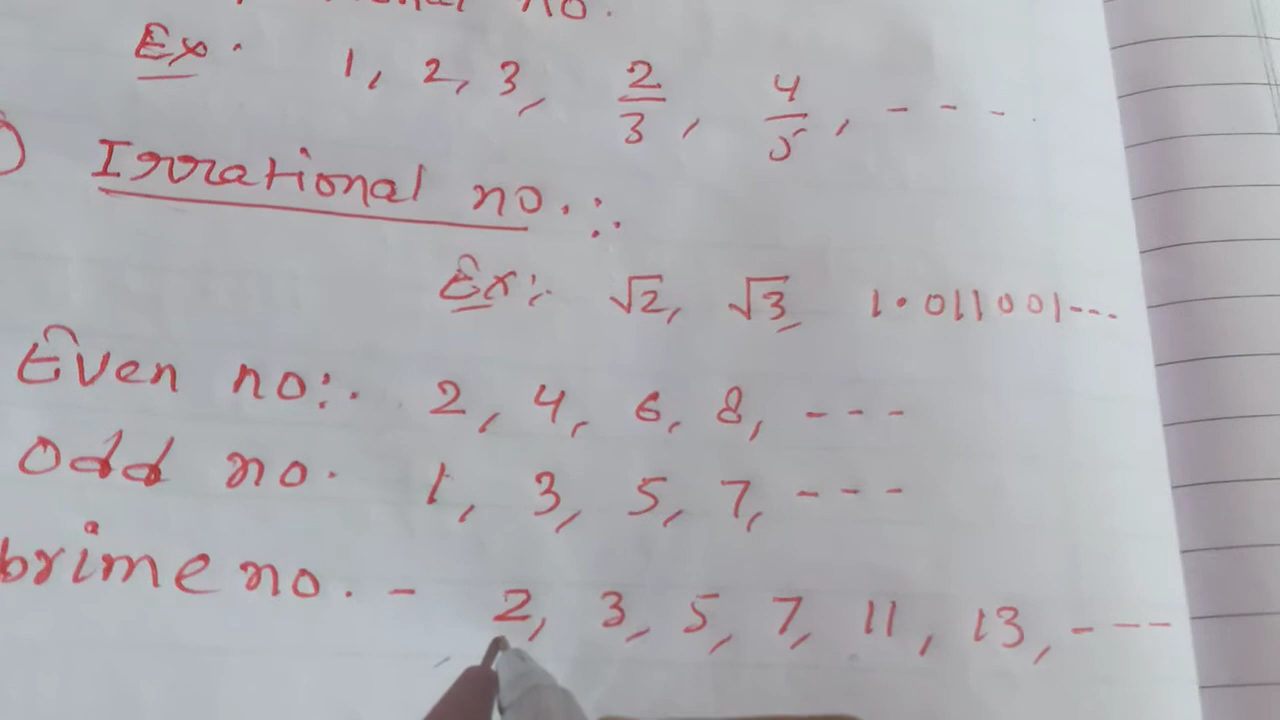 no.
Ex. 1, 2, 3, 2/3, 4/5, ---
Irrational no. :
Ex:- √2, √3, 1.011001---
Even no:- 2, 4, 6, 8, ---
Odd no. 1, 3, 5, 7, ---
prime no. - 2, 3, 5, 7, 11, 13, ---